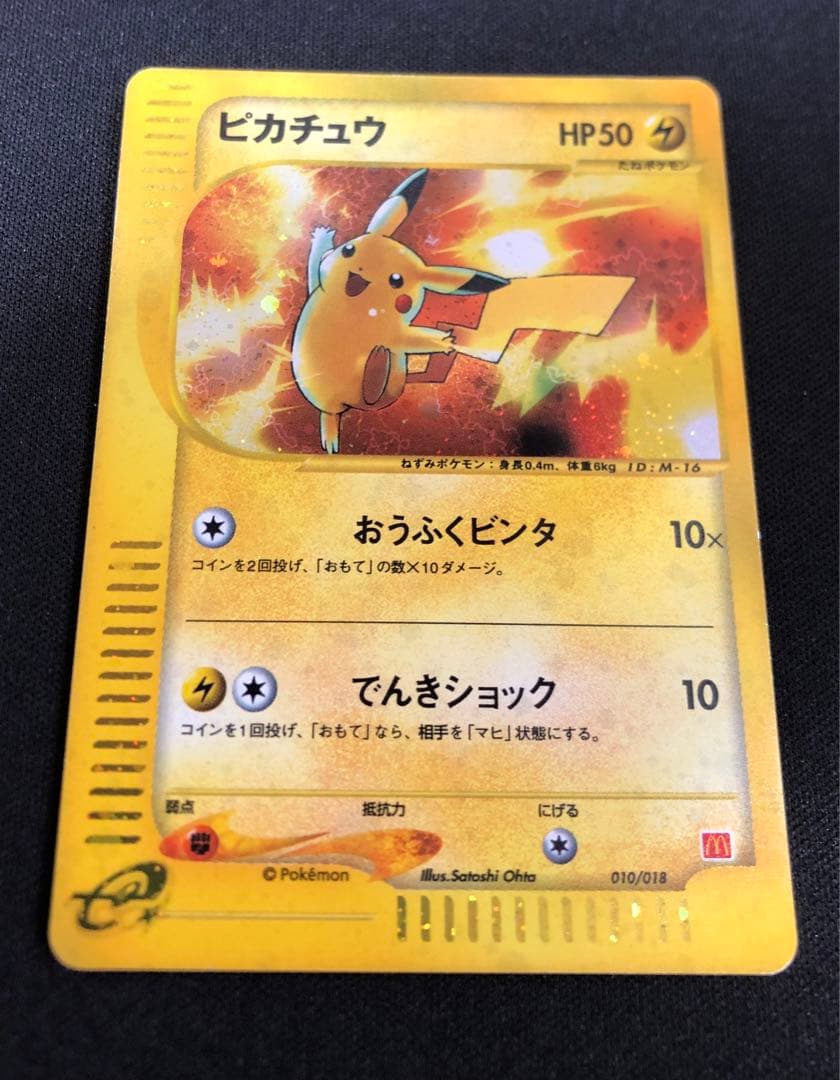 ピカチュウ HP50
たねポケモン
ねずみポケモン：身長0.4m、体重6kg ID:M-16
おうふくビンタ 10×
コインを2回投げ、「おもて」の数×10ダメージ。
でんきショック 10
コインを1回投げ、「おもて」なら、相手を「マヒ」状態にする。
弱点 抵抗力 にげる
© Pokémon Illus.Satoshi Ohta 010/018